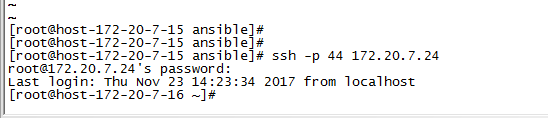 ~
~
[root@host-172-20-7-15 ansible]#
[root@host-172-20-7-15 ansible]#
[root@host-172-20-7-15 ansible]# ssh -p 44 172.20.7.24
root@172.20.7.24's password:
Last login: Thu Nov 23 14:23:34 2017 from localhost
[root@host-172-20-7-16 ~]#